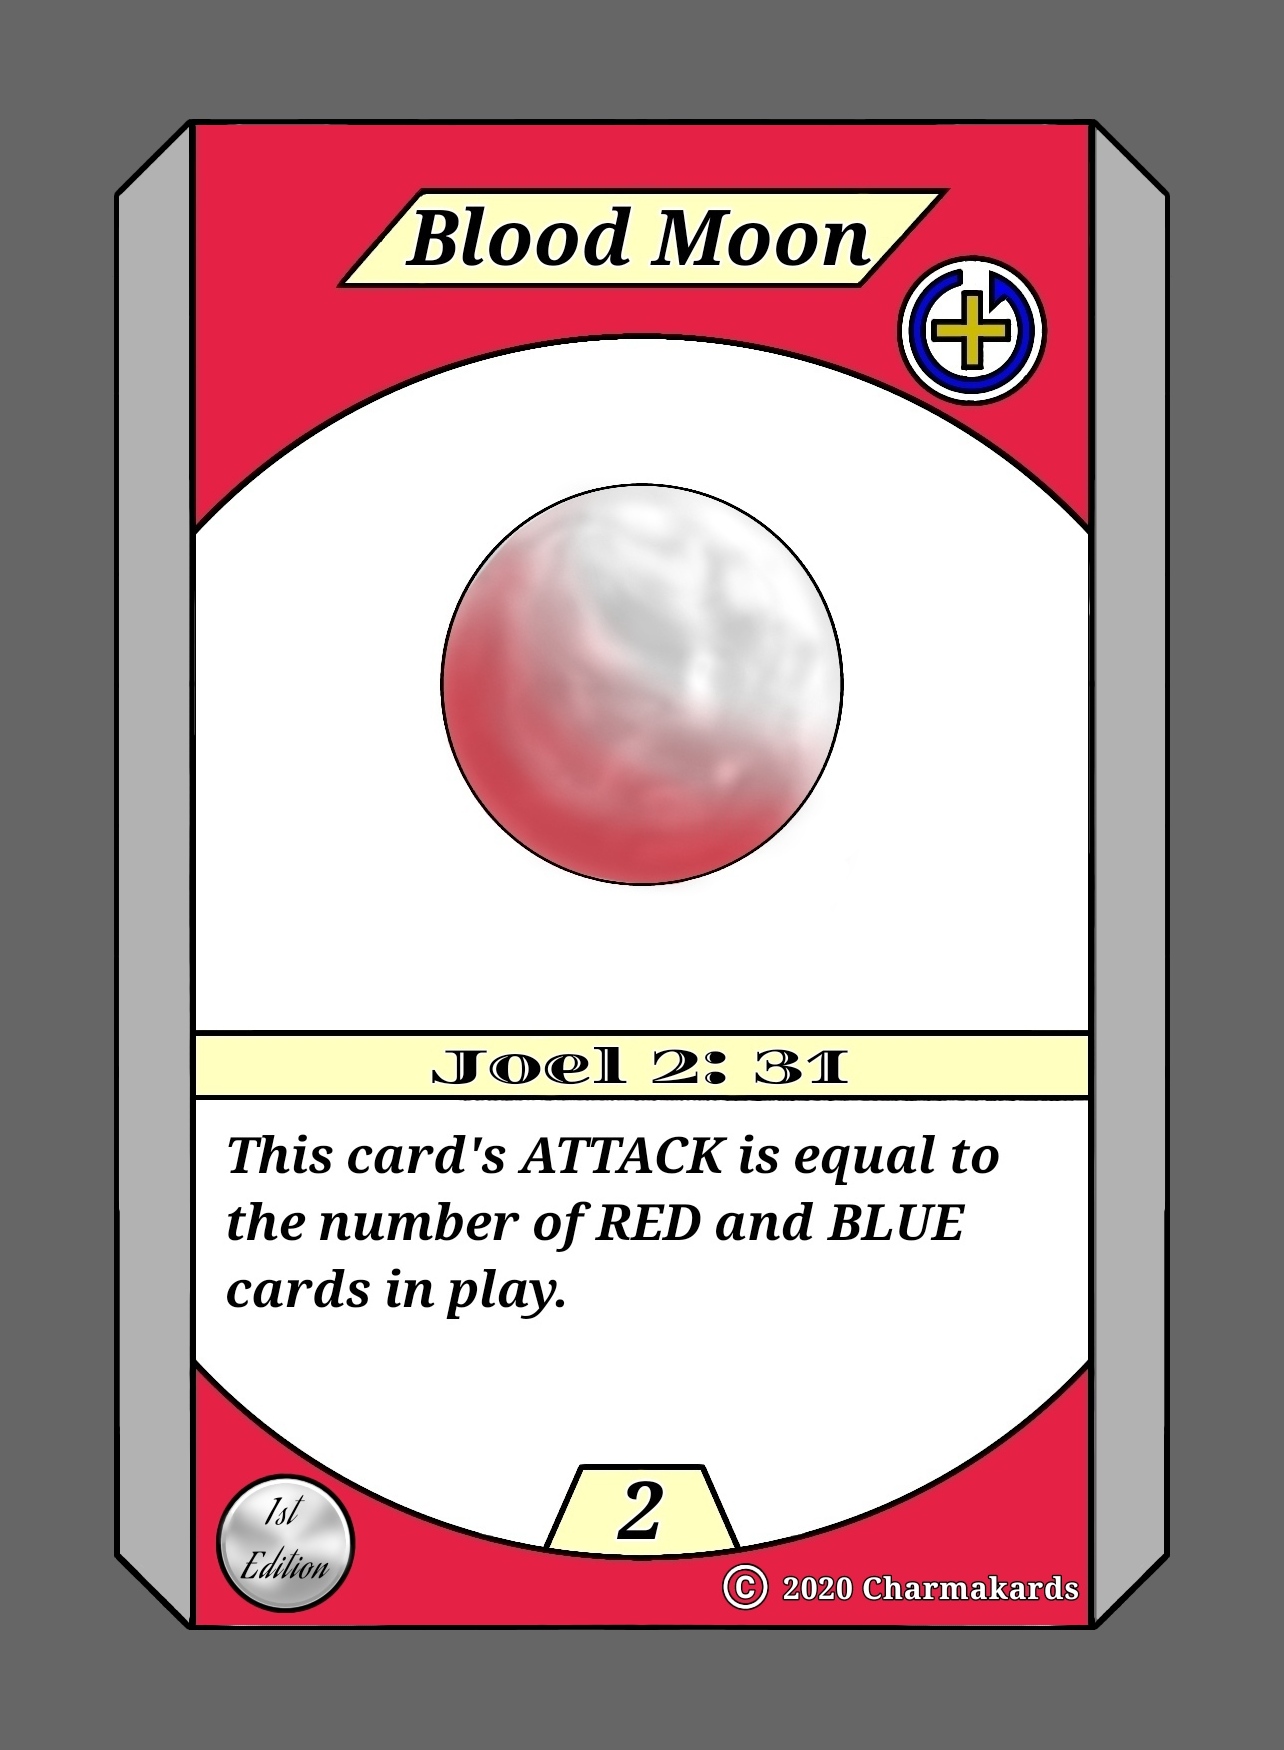 Blood Moon
Joel 2: 31
This card's ATTACK is equal to
the number of RED and BLUE
cards in play.
2
1st
Edition
© 2020 Charmakards